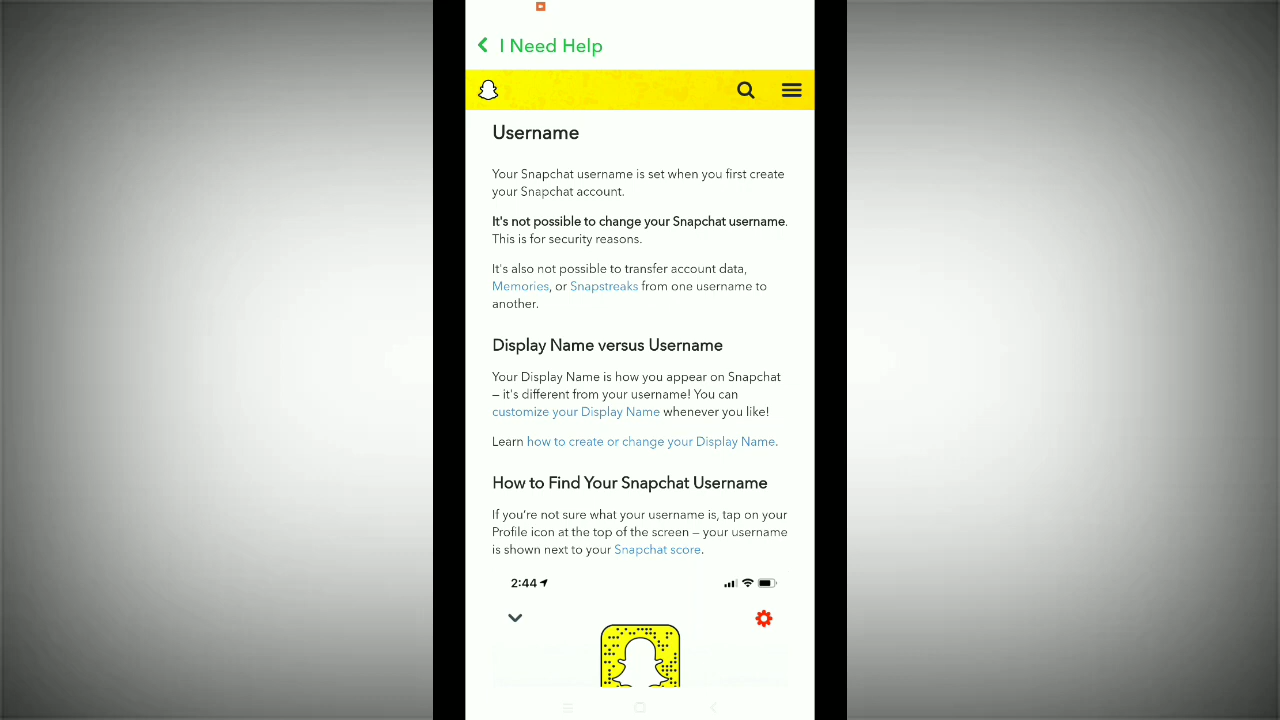 I Need Help
Username
Your Snapchat username is set when you first create
your Snapchat account.
It's not possible to change your Snapchat username.
This is for security reasons.
It's also not possible to transfer account data,
Memories, or Snapstreaks from one username to
another.
Display Name versus Username
Your Display Name is how you appear on Snapchat
– it's different from your username! You can
customize your Display Name whenever you like!
Learn how to create or change your Display Name.
How to Find Your Snapchat Username
If you're not sure what your username is, tap on your
Profile icon at the top of the screen – your username
is shown next to your Snapchat score.
2:44